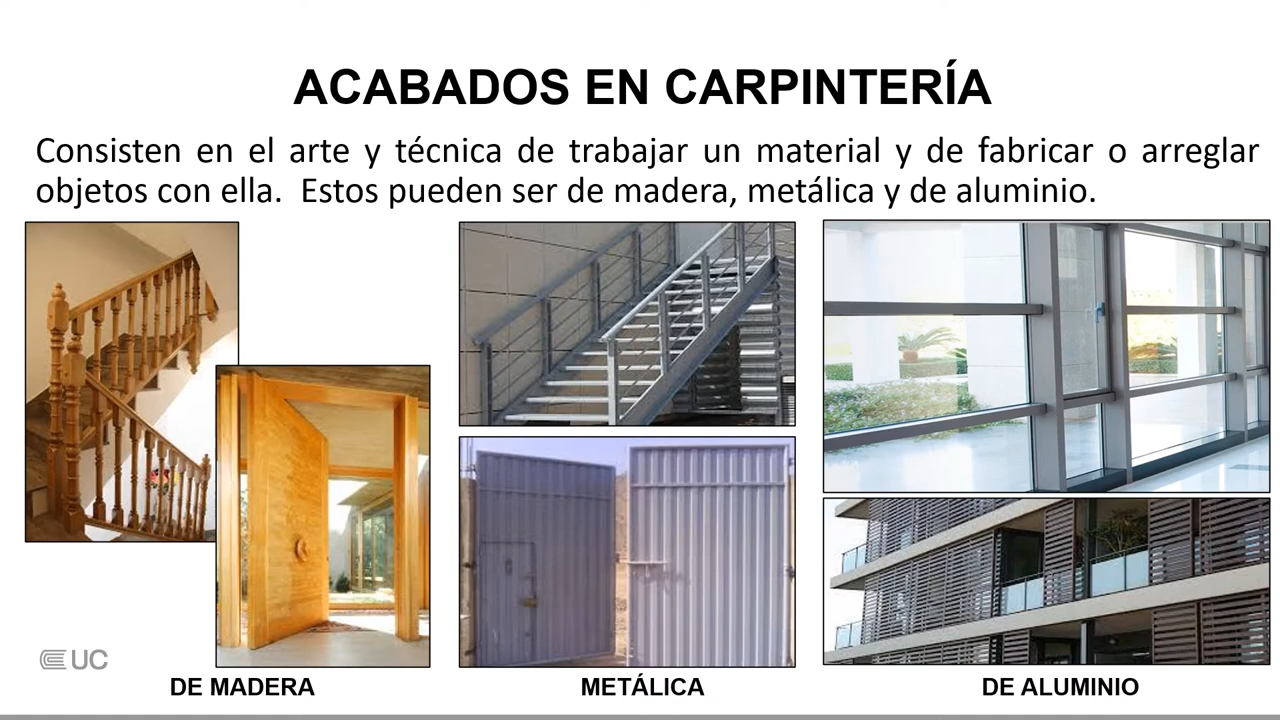 ACABADOS EN CARPINTERÍA
Consisten en el arte y técnica de trabajar un material y de fabricar o arreglar
objetos con ella. Estos pueden ser de madera, metálica y de aluminio.
UC
DE MADERA
METÁLICA
DE ALUMINIO